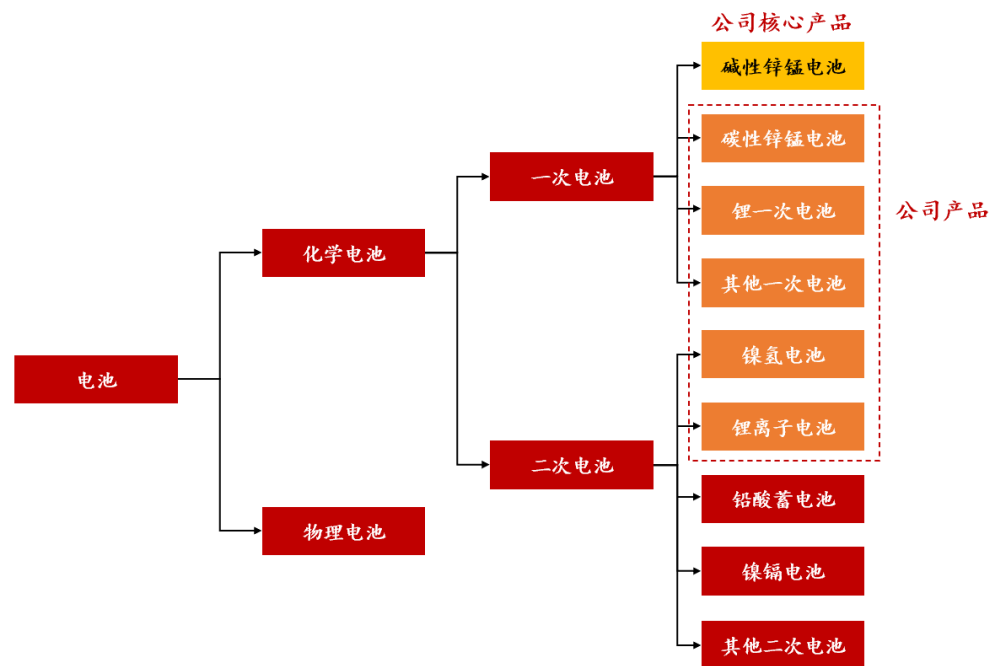 公司核心产品
碱性锌锰电池
碳性锌锰电池
一次电池
锂一次电池
公司产品
化学电池
其他一次电池
镍氢电池
电池
锂离子电池
二次电池
铅酸蓄电池
物理电池
镍镉电池
其他二次电池